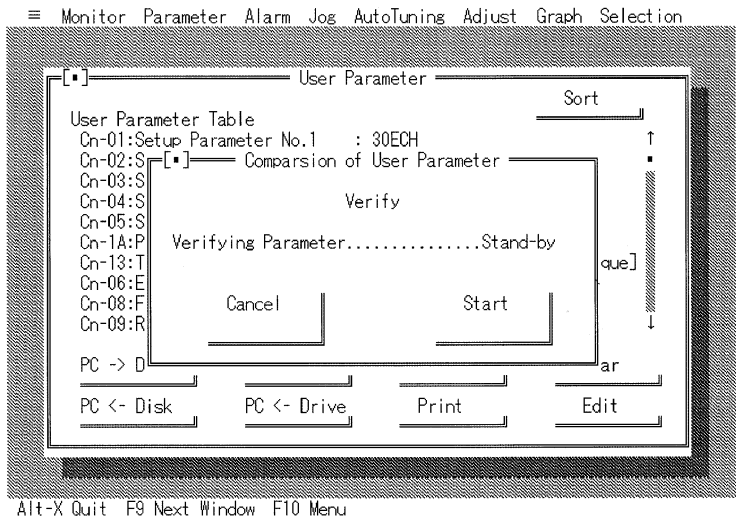 ≡ Monitor Parameter Alarm Jog AutoTuning Adjust Graph Selection
[▪] User Parameter
Sort
User Parameter Table
Cn-01:Setup Parameter No.1 : 30ECH
Cn-02:S
Cn-03:S
Cn-04:S
Cn-05:S
Cn-1A:P
Cn-13:T
Cn-06:E
Cn-08:F
Cn-09:R
que]
[▪] Comparsion of User Parameter
Verify
Verifying Parameter...............Stand-by
Cancel Start
PC -> D ar
PC <- Disk PC <- Drive Print Edit
Alt-X Quit F9 Next Window F10 Menu